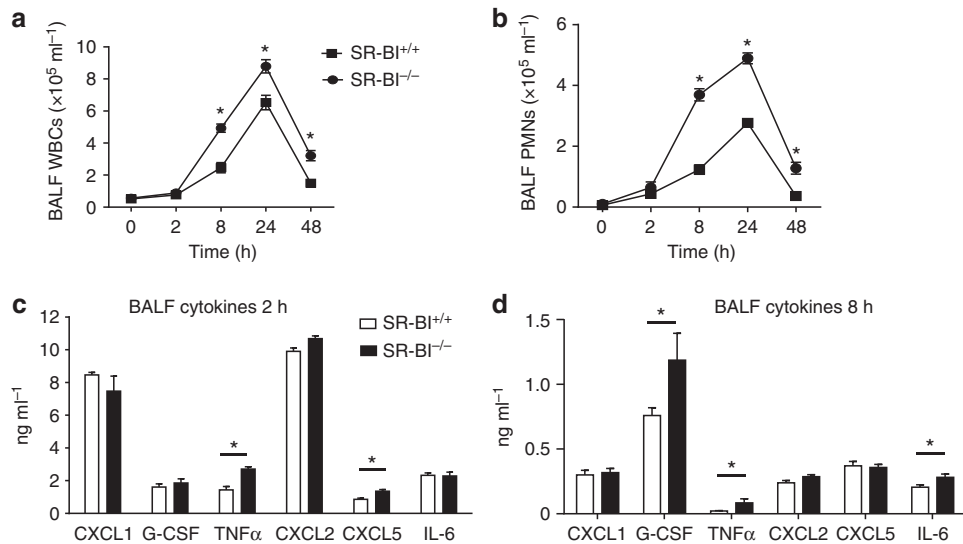 a
BALF WBCs (×10⁵ ml⁻¹)
10
8
6
4
2
0
*
*
*
SR-BI⁺/⁺
SR-BI⁻/⁻
0 2 8 24 48
Time (h)
b
BALF PMNs (×10⁵ ml⁻¹)
6
4
2
0
*
*
*
0 2 8 24 48
Time (h)
c
BALF cytokines 2 h
ng ml⁻¹
12
10
8
6
4
2
0
SR-BI⁺/⁺
SR-BI⁻/⁻
*
*
CXCL1 G-CSF TNFα CXCL2 CXCL5 IL-6
d
BALF cytokines 8 h
ng ml⁻¹
1.5
1.0
0.5
0
*
*
*
CXCL1 G-CSF TNFα CXCL2 CXCL5 IL-6